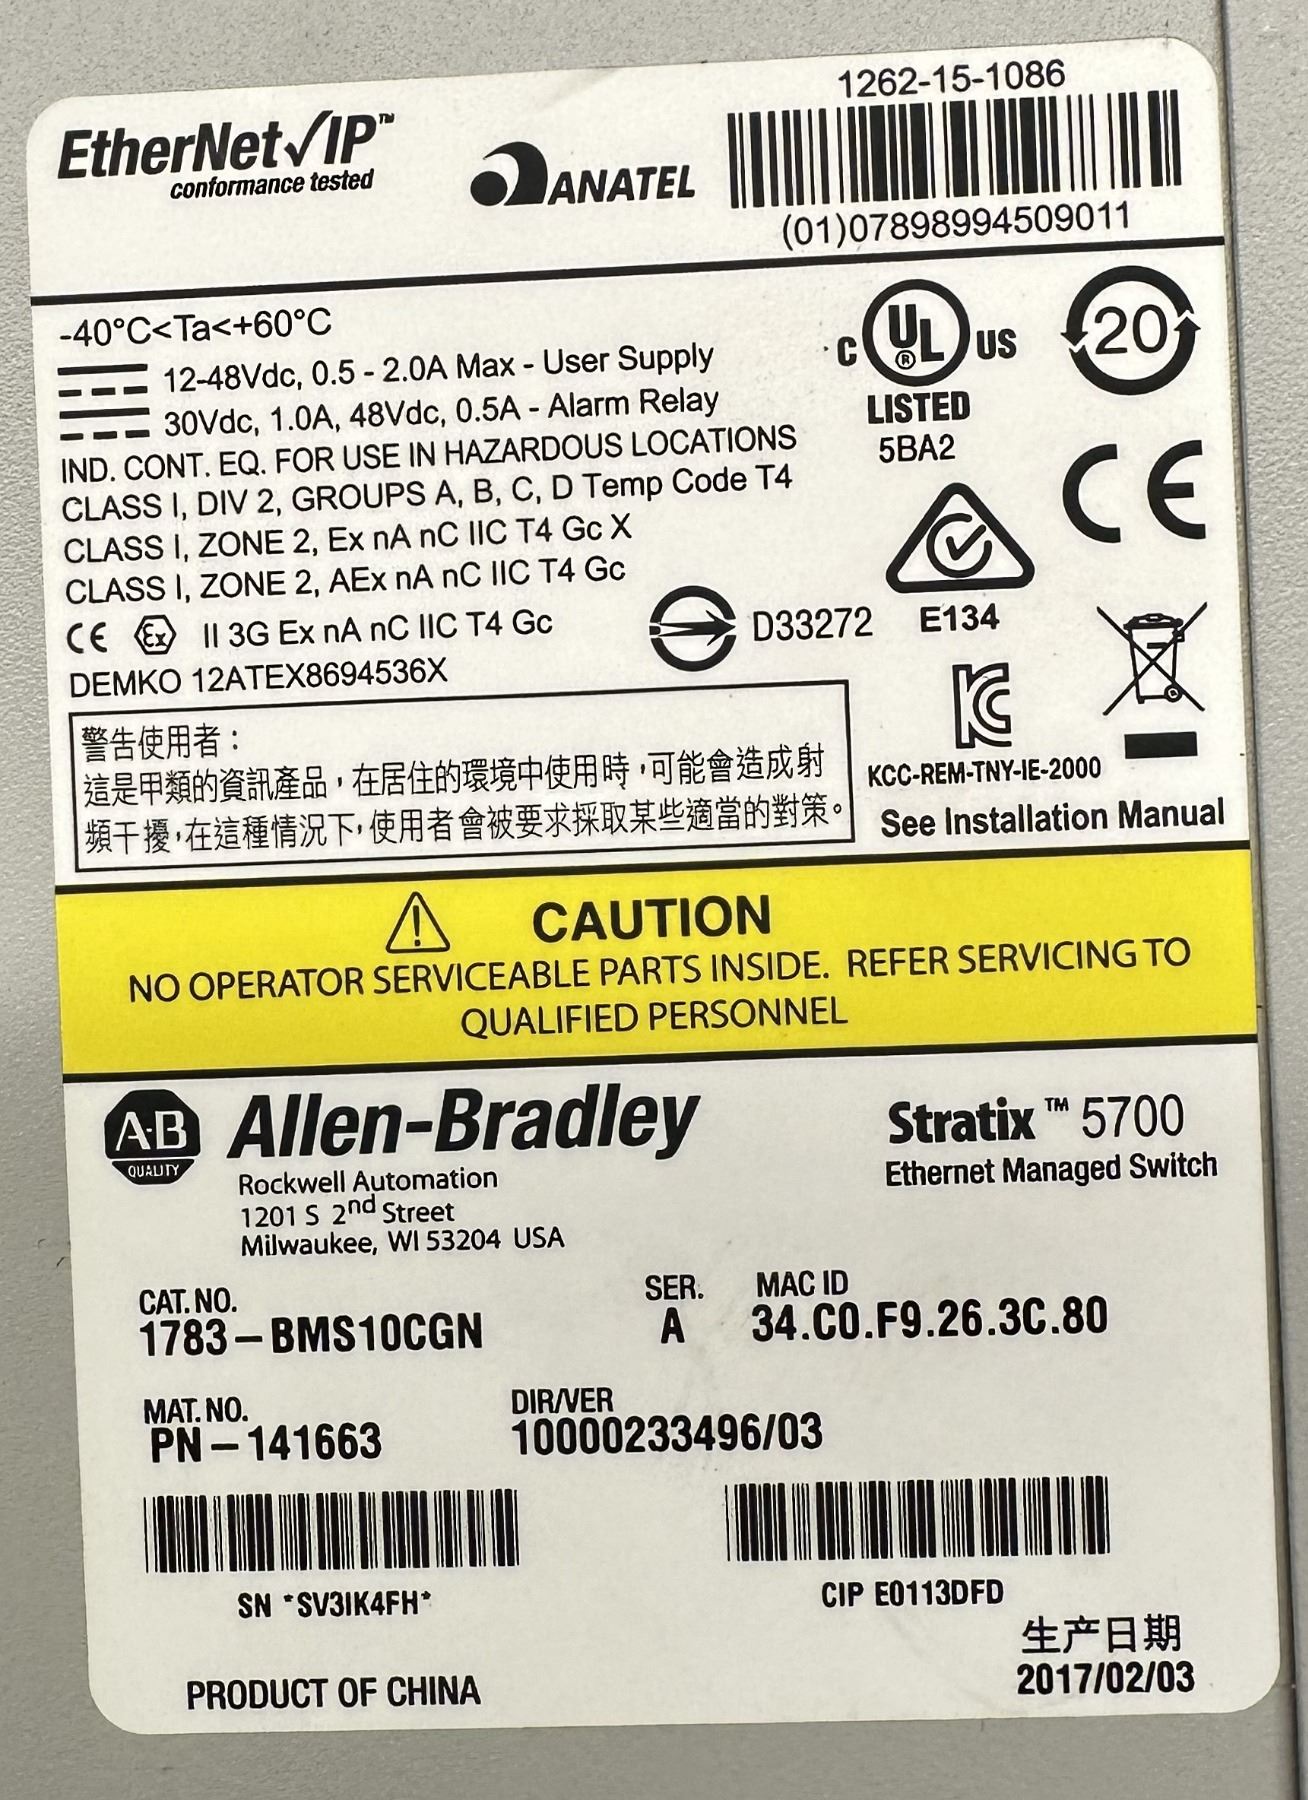 1262-15-1086
EtherNet/IP™
conformance tested
ANATEL
(01)07898994509011
-40°C<Ta<+60°C
12-48Vdc, 0.5 - 2.0A Max - User Supply
30Vdc, 1.0A, 48Vdc, 0.5A - Alarm Relay
IND. CONT. EQ. FOR USE IN HAZARDOUS LOCATIONS
CLASS I, DIV 2, GROUPS A, B, C, D Temp Code T4
CLASS I, ZONE 2, Ex nA nC IIC T4 Gc X
CLASS I, ZONE 2, AEx nA nC IIC T4 Gc
CE Ex II 3G Ex nA nC IIC T4 Gc
DEMKO 12ATEX8694536X
D33272
C UL ® US
LISTED
5BA2
20
CE
E134
KC
KCC-REM-TNY-IE-2000
See Installation Manual
警告使用者：
這是甲類的資訊產品，在居住的環境中使用時，可能會造成射
頻干擾，在這種情況下，使用者會被要求採取某些適當的對策。
CAUTION
NO OPERATOR SERVICEABLE PARTS INSIDE. REFER SERVICING TO
QUALIFIED PERSONNEL
A·B
QUALITY
Allen-Bradley
Rockwell Automation
1201 S 2nd Street
Milwaukee, WI 53204 USA
Stratix™ 5700
Ethernet Managed Switch
CAT. NO.
1783–BMS10CGN
SER.
A
MAC ID
34.C0.F9.26.3C.80
MAT. NO.
PN–141663
DIR/VER
10000233496/03
SN *SV3IK4FH*
CIP E0113DFD
生产日期
2017/02/03
PRODUCT OF CHINA